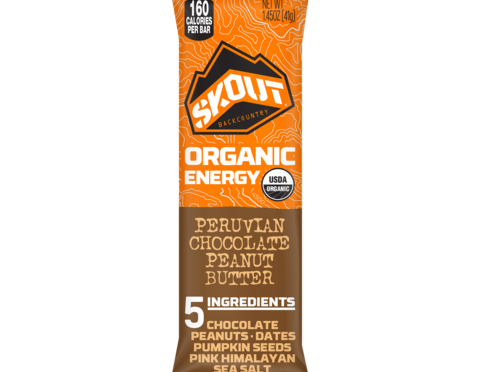 160
CALORIES
PER BAR
NET WT
1.45OZ (41g)
SKOUT
BACKCOUNTRY
ORGANIC
ENERGY
USDA
ORGANIC
PERUVIAN
CHOCOLATE
PEANUT
BUTTER
5 INGREDIENTS
CHOCOLATE
PEANUTS · DATES
PUMPKIN SEEDS
PINK HIMALAYAN
SEA SALT